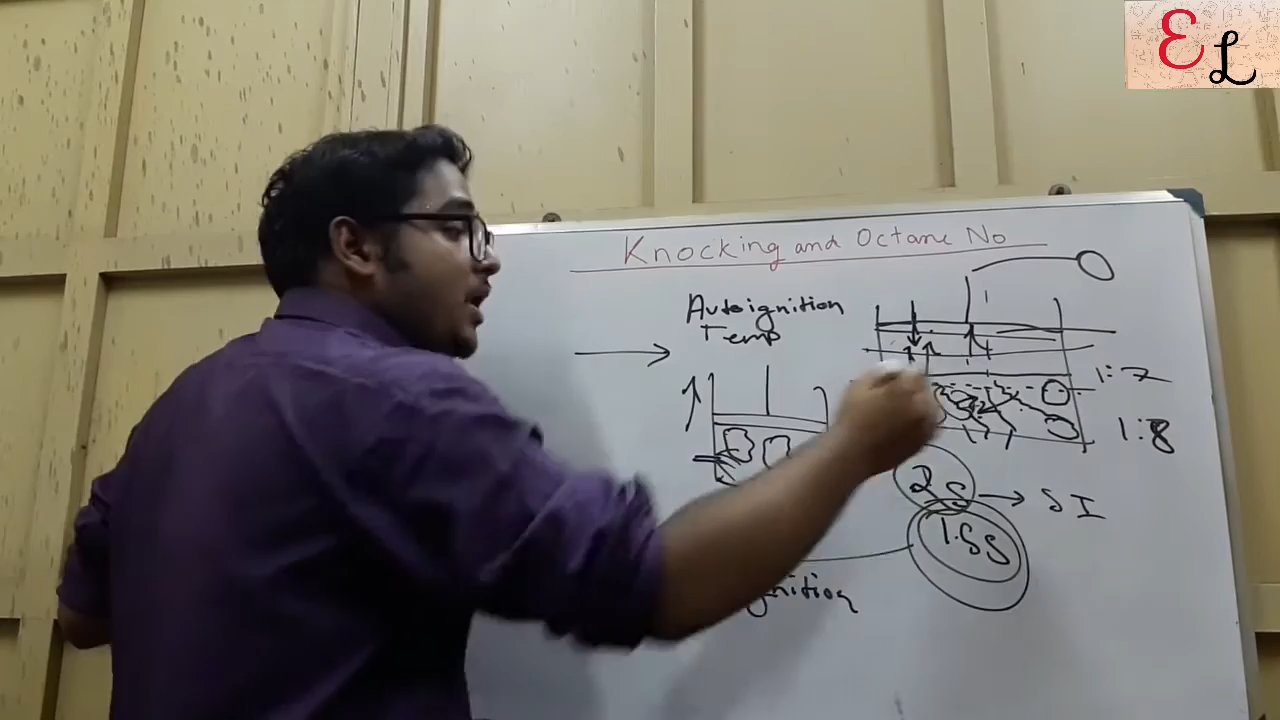 EL
Knocking and Octane No
Autoignition
Temp
1:7
1:8
2S
SI
1.5S